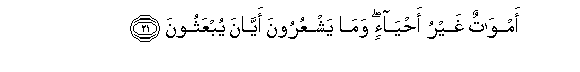 أَمْوَٰتٌ غَيْرُ أَحْيَآءٍۢ ۖ وَمَا يَشْعُرُونَ أَيَّانَ يُبْعَثُونَ ﴿٢١﴾